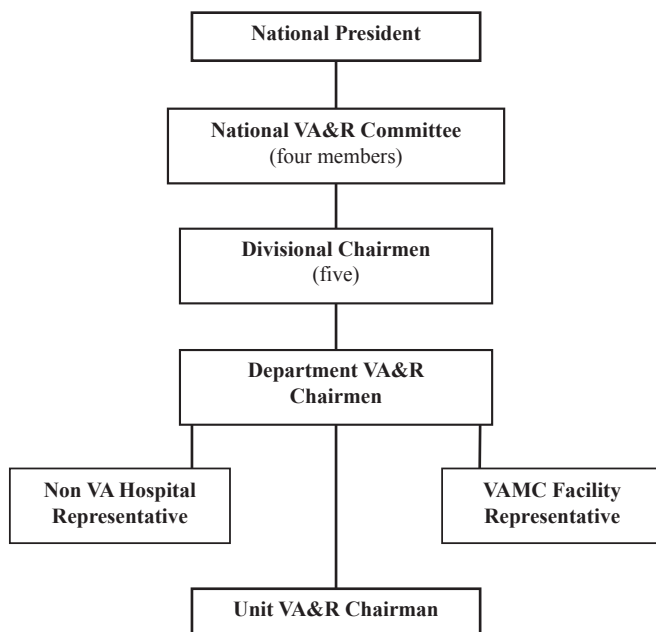 National President
National VA&R Committee
(four members)
Divisional Chairmen
(five)
Department VA&R
Chairmen
Non VA Hospital
Representative
VAMC Facility
Representative
Unit VA&R Chairman